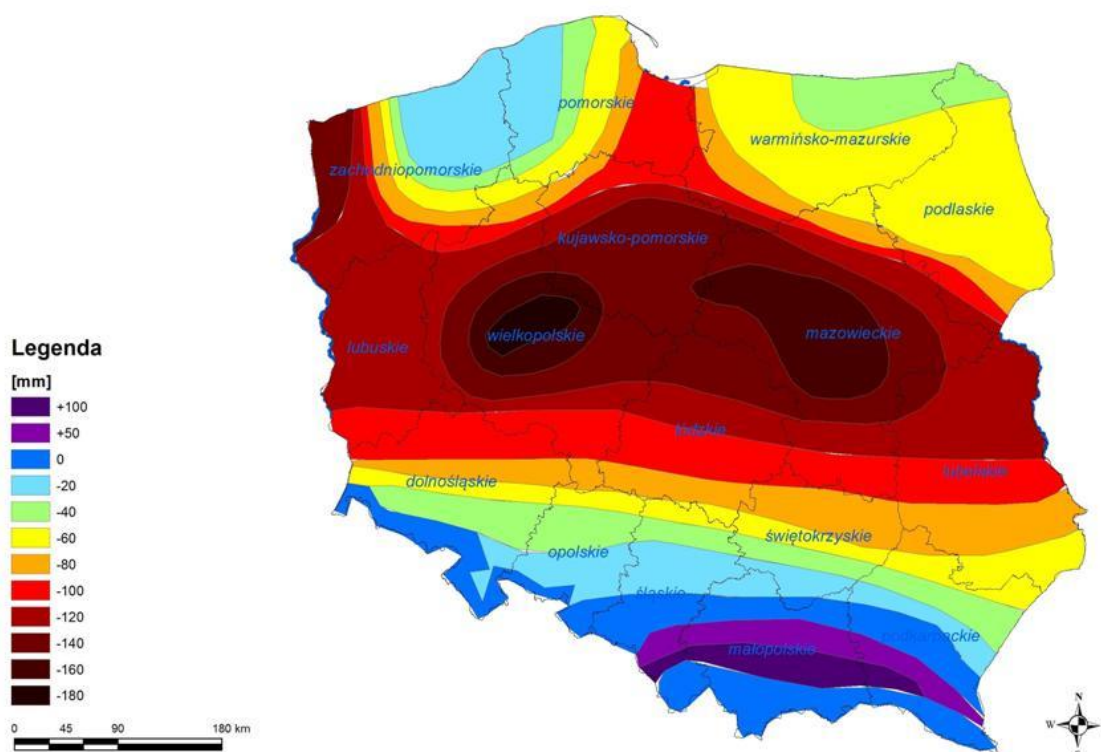 pomorskie
warmińsko-mazurskie
zachodniopomorskie
podlaskie
kujawsko-pomorskie
wielkopolskie
mazowieckie
lubuskie
łódzkie
lubelskie
dolnośląskie
świętokrzyskie
opolskie
śląskie
podkarpackie
małopolskie
Legenda
[mm]
+100
+50
0
-20
-40
-60
-80
-100
-120
-140
-160
-180
0 45 90 180 km
N
W